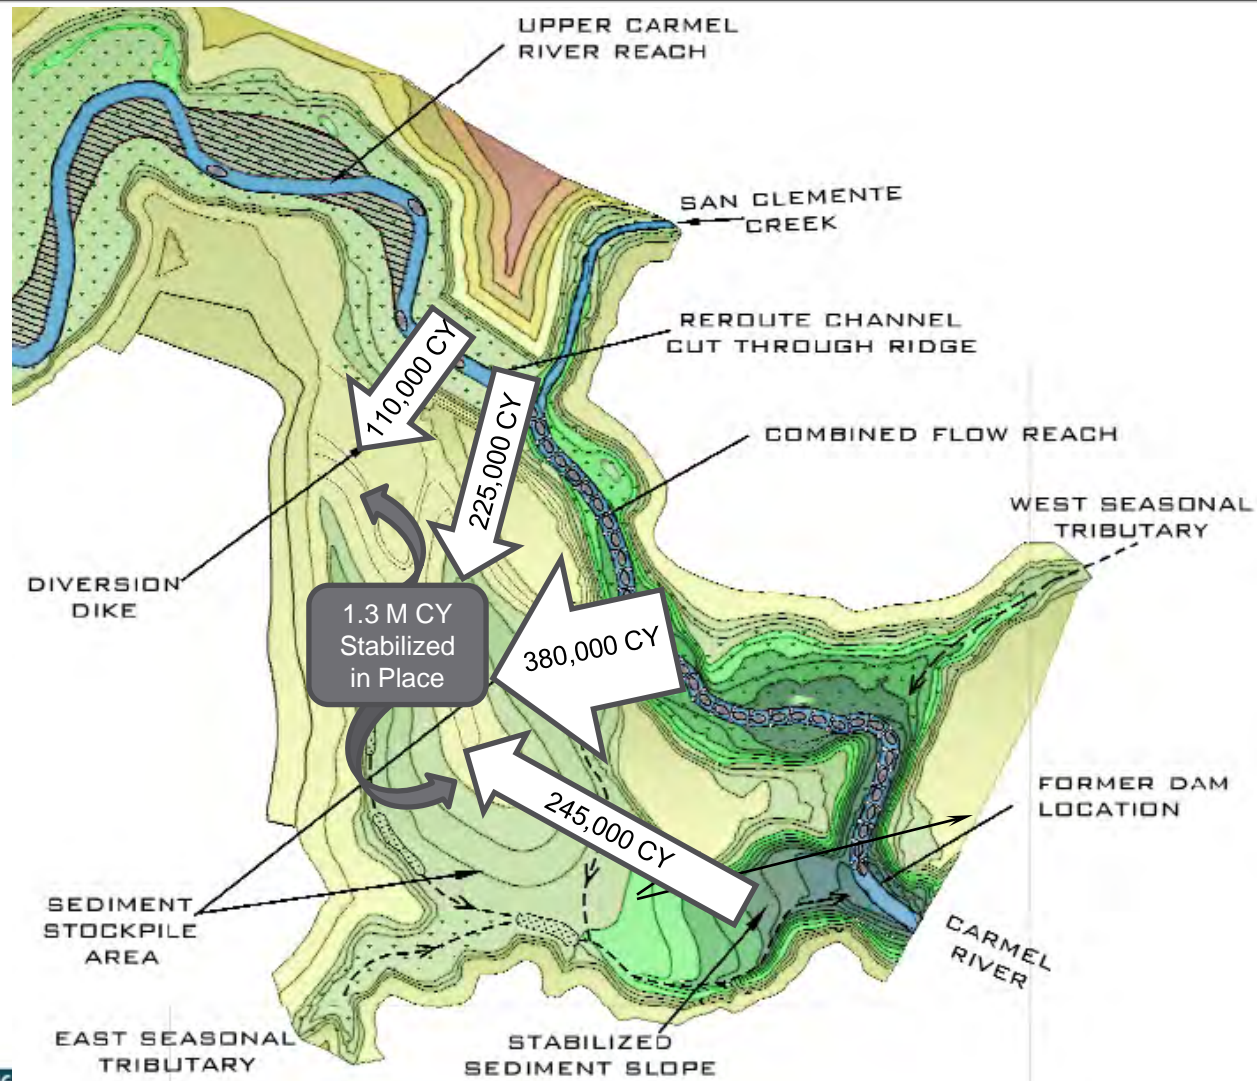 UPPER CARMEL
RIVER REACH
SAN CLEMENTE
CREEK
REROUTE CHANNEL
CUT THROUGH RIDGE
110,000 CY
225,000 CY
COMBINED FLOW REACH
WEST SEASONAL
TRIBUTARY
DIVERSION
DIKE
1.3 M CY
Stabilized
in Place
380,000 CY
245,000 CY
FORMER DAM
LOCATION
SEDIMENT
STOCKPILE
AREA
CARMEL
RIVER
EAST SEASONAL
TRIBUTARY
STABILIZED
SEDIMENT SLOPE